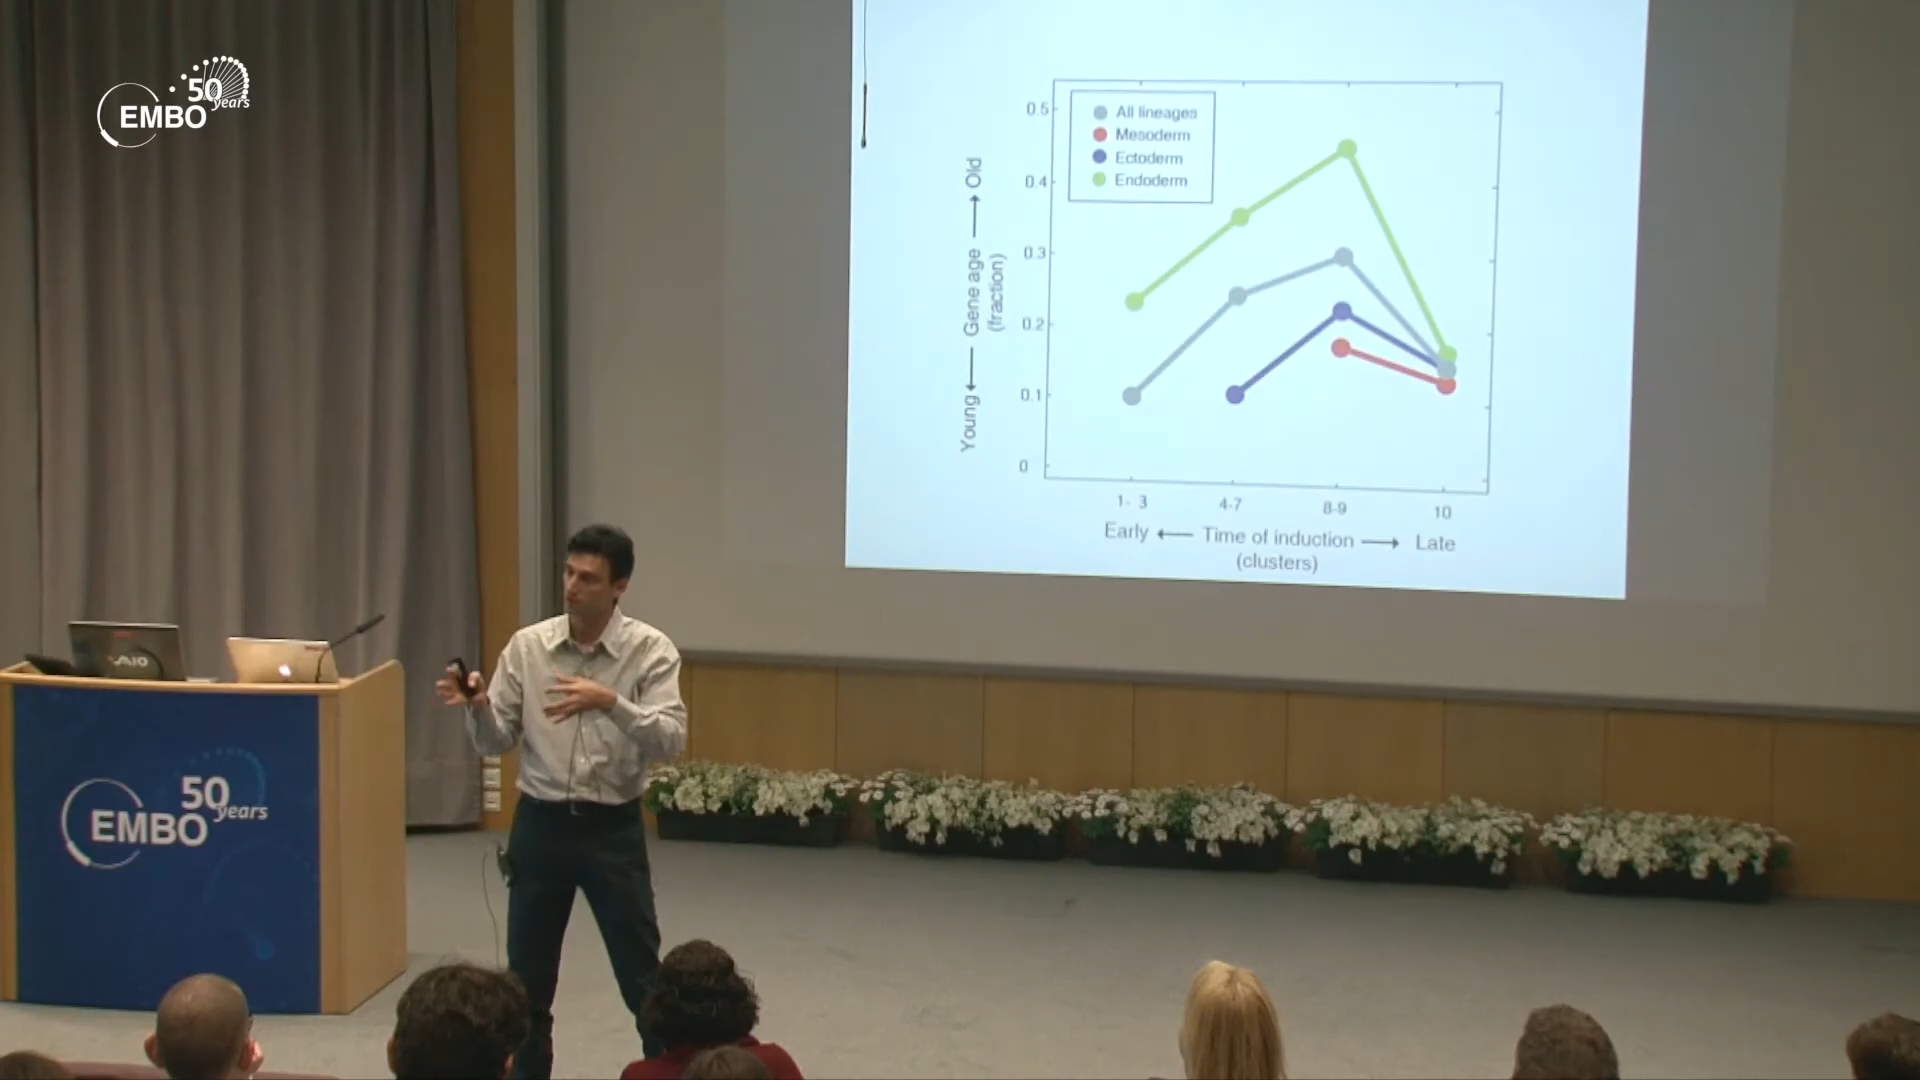 50
years
EMBO
All lineages
Mesoderm
Ectoderm
Endoderm
0.5
0.4
0.3
0.2
0.1
0
Young ← Gene age → Old
(fraction)
1- 3
4-7
8-9
10
Early ← Time of induction → Late
(clusters)
VAIO
50
years
EMBO